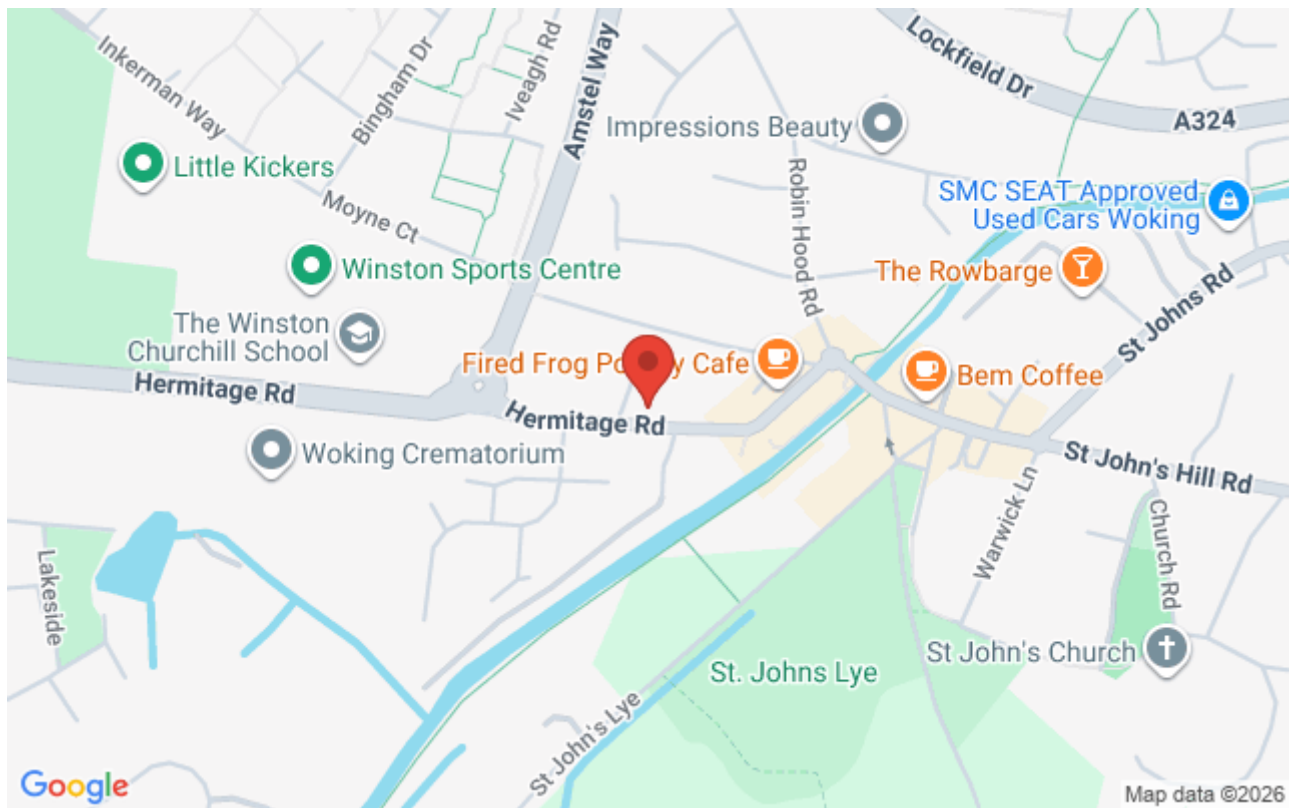 Inkerman Way
Bingham Dr
Iveagh Rd
Amstel Way
Lockfield Dr
A324
Impressions Beauty
Robin Hood Rd
Little Kickers
Moyne Ct
SMC SEAT Approved
Used Cars Woking
Winston Sports Centre
The Rowbarge
St Johns Rd
The Winston
Churchill School
Fired Frog Cafe
Bem Coffee
Hermitage Rd
Hermitage Rd
Woking Crematorium
St John's Hill Rd
Warwick Ln
Church Rd
Lakeside
St John's Church
St. Johns Lye
St John's Lye
Google
Map data ©2026